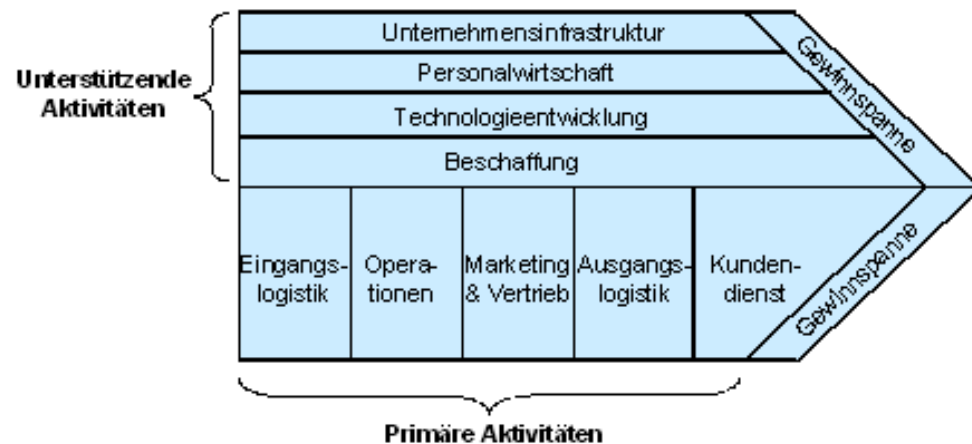 Unternehmensinfrastruktur
Personalwirtschaft
Technologieentwicklung
Beschaffung
Unterstützende
Aktivitäten
Gewinnspanne
Eingangs-
logistik
Opera-
tionen
Marketing
& Vertrieb
Ausgangs-
logistik
Kunden-
dienst
Gewinnspanne
Primäre Aktivitäten